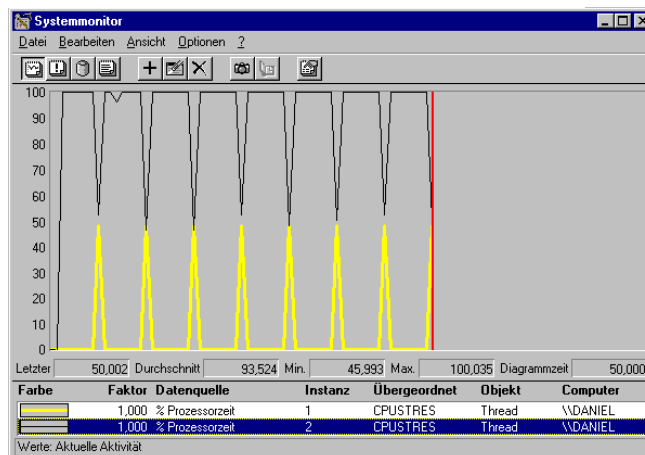 Systemmonitor
Datei Bearbeiten Ansicht Optionen ?
100
90
80
70
60
50
40
30
20
10
0
Letzter 50,002 Durchschnitt 93,524 Min. 45,993 Max. 100,035 Diagrammzeit 50,000
Farbe Faktor Datenquelle Instanz Übergeordnet Objekt Computer
1,000 % Prozessorzeit 1 CPUSTRES Thread \\DANIEL
1,000 % Prozessorzeit 2 CPUSTRES Thread \\DANIEL
Werte: Aktuelle Aktivität